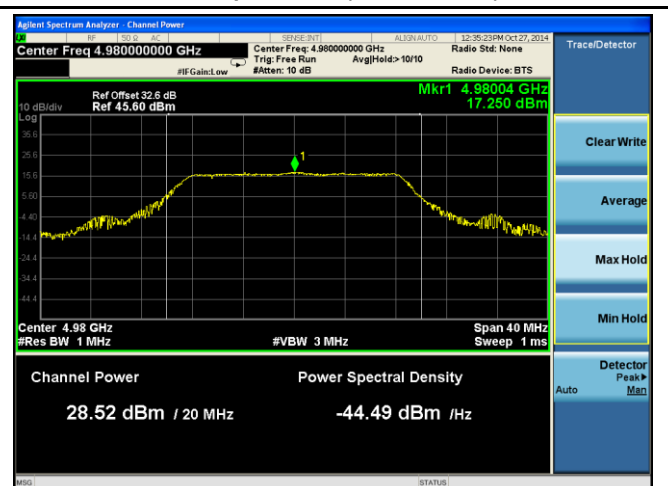 Agilent Spectrum Analyzer - Channel Power
LXI RF 50 Ω AC SENSE:INT ALIGN AUTO 12:35:23 PM Oct 27, 2014
Center Freq 4.980000000 GHz Center Freq: 4.980000000 GHz Radio Std: None Trace/Detector
Trig: Free Run Avg|Hold:> 10/10
#IFGain:Low #Atten: 10 dB Radio Device: BTS
Ref Offset 32.6 dB Mkr1 4.98004 GHz
10 dB/div Ref 45.60 dBm 17.250 dBm
Log
35.6
Clear Write
25.6
1
15.6
5.60
Average
-4.40
-14.4
-24.4
Max Hold
-34.4
-44.4
Center 4.98 GHz Span 40 MHz
Min Hold
#Res BW 1 MHz #VBW 3 MHz Sweep 1 ms
Channel Power Power Spectral Density
Detector
Peak▶
Auto Man
28.52 dBm / 20 MHz -44.49 dBm /Hz
MSG STATUS